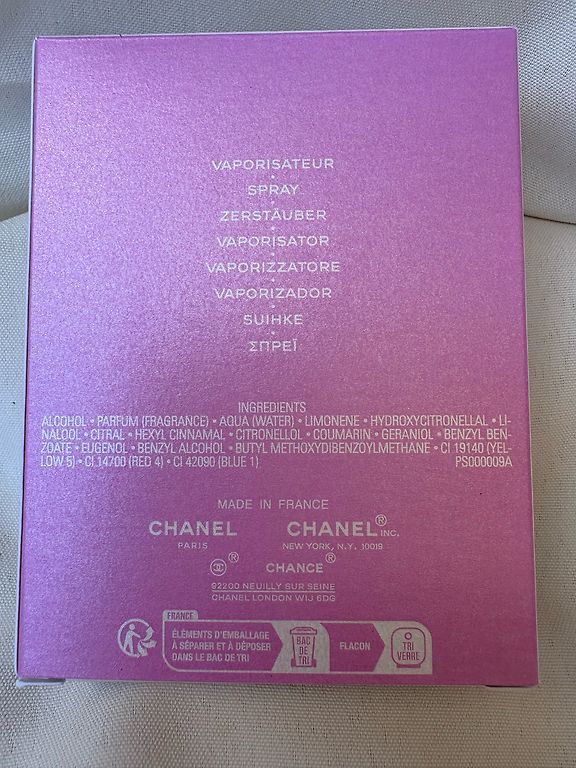 VAPORISATEUR
•
SPRAY
•
ZERSTÄUBER
•
VAPORISATOR
•
VAPORIZZATORE
•
VAPORIZADOR
•
SUIHKE
•
ΣΠΡΕΪ
INGREDIENTS
ALCOHOL • PARFUM (FRAGRANCE) • AQUA (WATER) • LIMONENE • HYDROXYCITRONELLAL • LI-
NALOOL • CITRAL • HEXYL CINNAMAL • CITRONELLOL • COUMARIN • GERANIOL • BENZYL BEN-
ZOATE • EUGENOL • BENZYL ALCOHOL • BUTYL METHOXYDIBENZOYLMETHANE • CI 19140 (YEL-
LOW 5) • CI 14700 (RED 4) • CI 42090 (BLUE 1) PS000009A
MADE IN FRANCE
CHANEL CHANEL® INC.
PARIS NEW YORK, N.Y. 10019
® CHANCE®
92200 NEUILLY SUR SEINE
CHANEL LONDON W1J 6DG
FRANCE
ÉLÉMENTS D'EMBALLAGE
À SÉPARER ET À DÉPOSER
DANS LE BAC DE TRI
BAC
DE
TRI
FLACON
TRI
VERRE